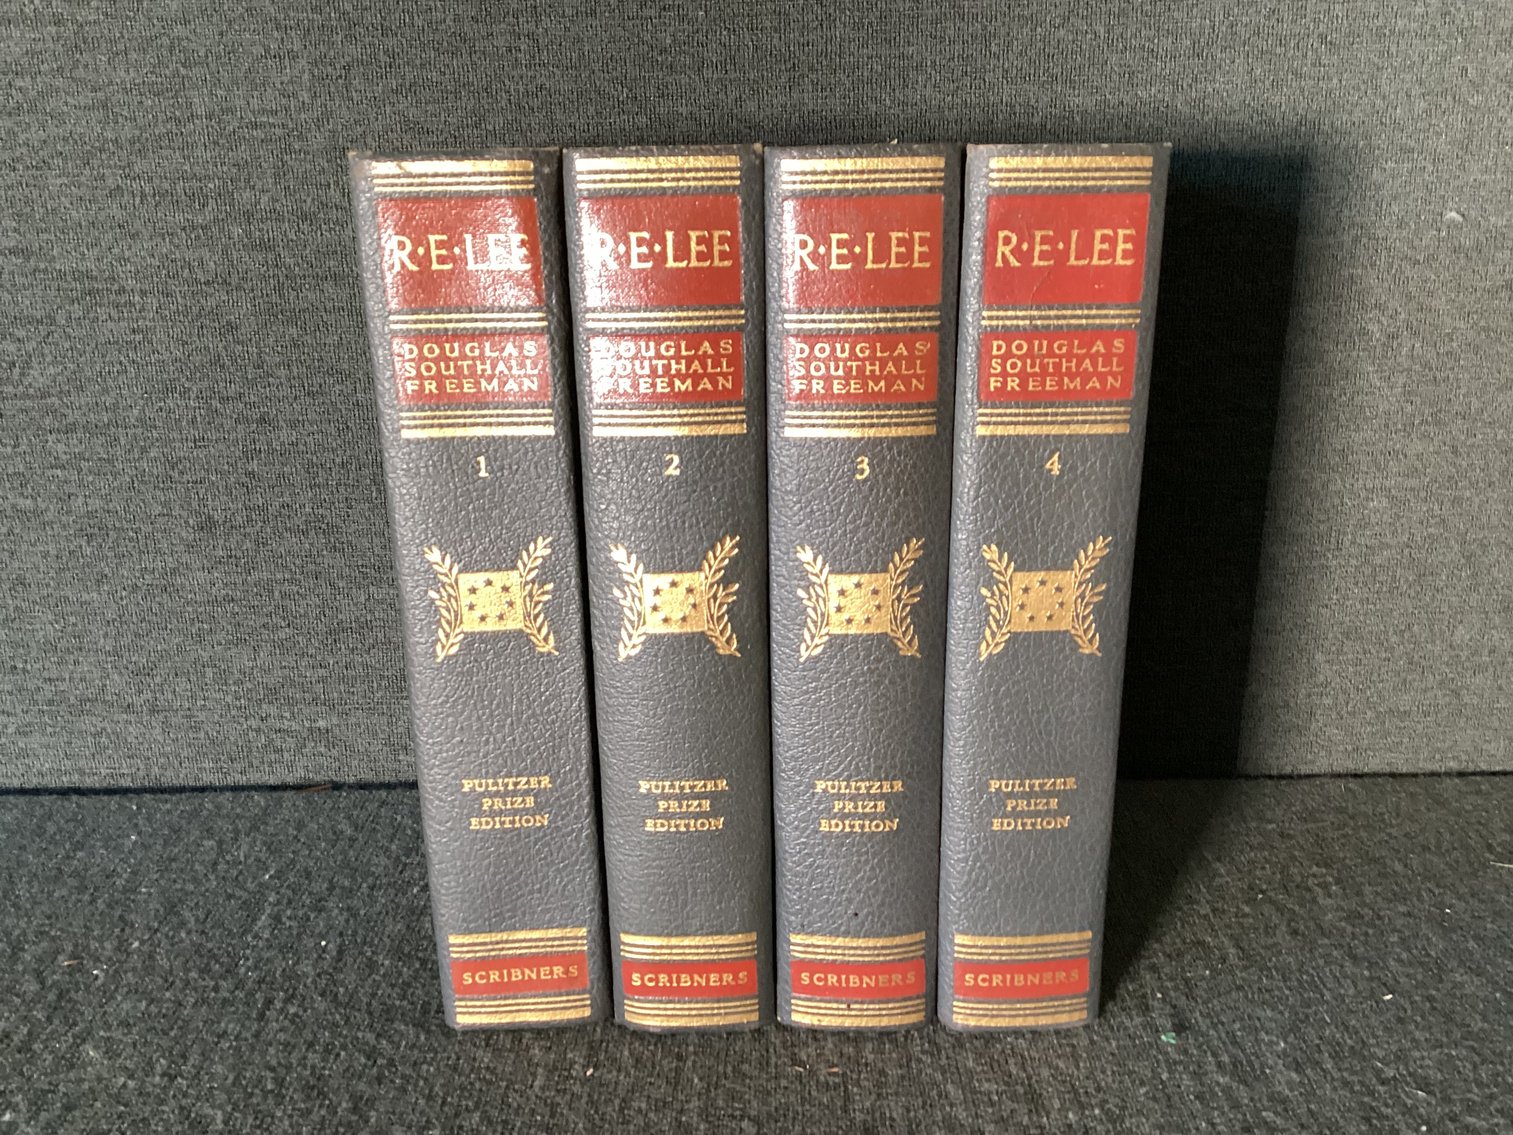 R·E·LEE
DOUGLAS
SOUTHALL
FREEMAN
1
PULITZER
PRIZE
EDITION
SCRIBNERS
R·E·LEE
DOUGLAS
SOUTHALL
FREEMAN
2
PULITZER
PRIZE
EDITION
SCRIBNERS
R·E·LEE
DOUGLAS
SOUTHALL
FREEMAN
3
PULITZER
PRIZE
EDITION
SCRIBNERS
R·E·LEE
DOUGLAS
SOUTHALL
FREEMAN
4
PULITZER
PRIZE
EDITION
SCRIBNERS